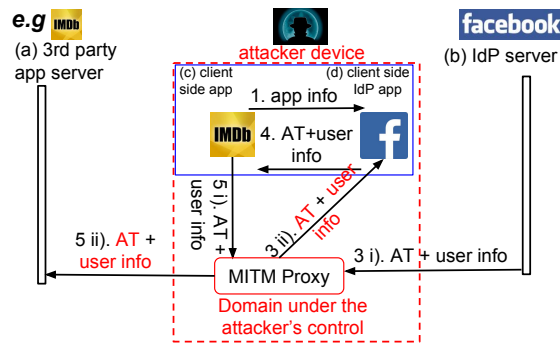 e.g IMDb
facebook
(a) 3rd party
app server
attacker device
(b) IdP server
(c) client
side app
(d) client side
IdP app
1. app info
IMDb
f
4. AT+user
info
5 i). AT +
user info
3 ii). AT + user
info
5 ii). AT +
user info
MITM Proxy
3 i). AT + user info
Domain under the
attacker's control